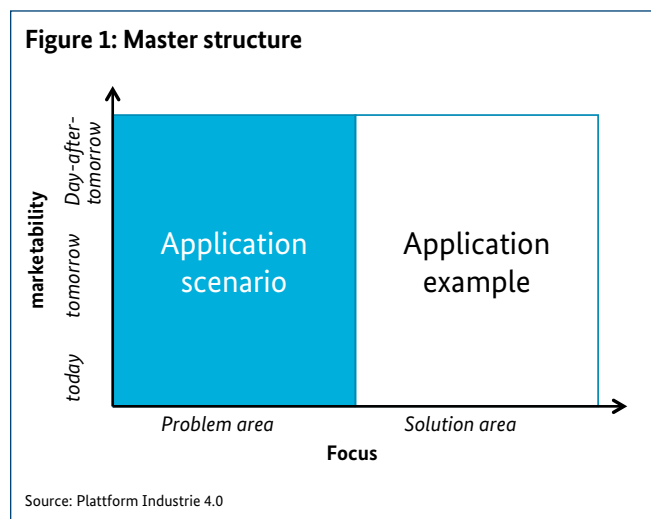 Figure 1: Master structure
marketability
Day-after-
tomorrow
tomorrow
today
Application
scenario
Application
example
Problem area
Solution area
Focus
Source: Plattform Industrie 4.0